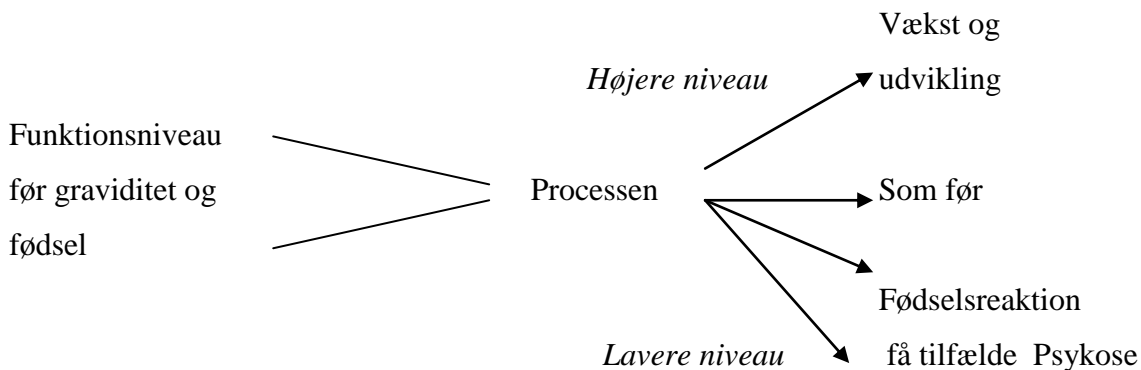 Vækst og
Højere niveau udvikling
Funktionsniveau
før graviditet og Processen Som før
fødsel
Fødselsreaktion
Lavere niveau få tilfælde Psykose